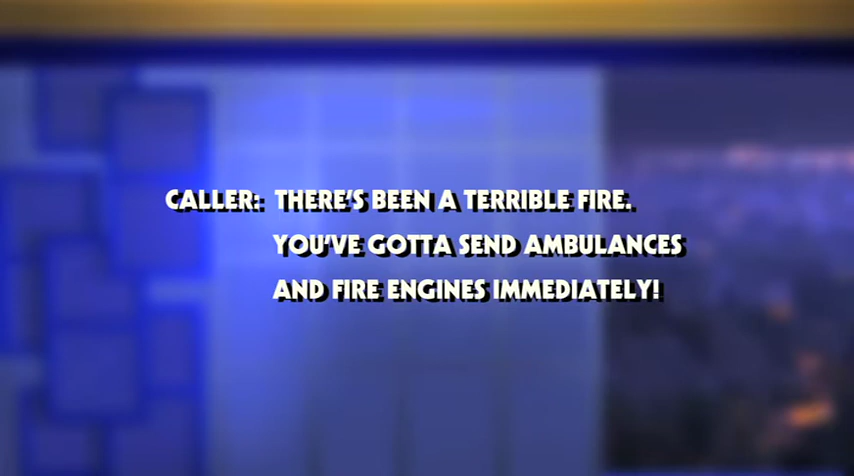 CALLER: THERE'S BEEN A TERRIBLE FIRE.
YOU'VE GOTTA SEND AMBULANCES
AND FIRE ENGINES IMMEDIATELY!